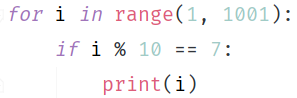 for i in range(1, 1001):
    if i % 10 == 7:
        print(i)